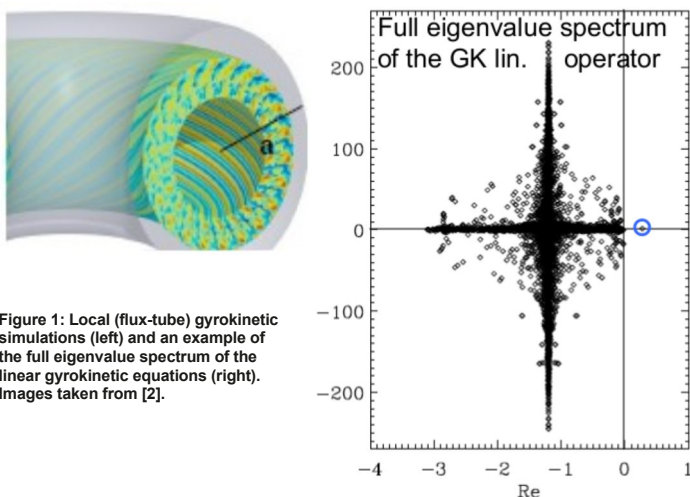 a
Full eigenvalue spectrum
of the GK lin. operator
200
100
0
−100
−200
−4 −3 −2 −1 0 1
Re
Figure 1: Local (flux-tube) gyrokinetic
simulations (left) and an example of
the full eigenvalue spectrum of the
linear gyrokinetic equations (right).
Images taken from [2].